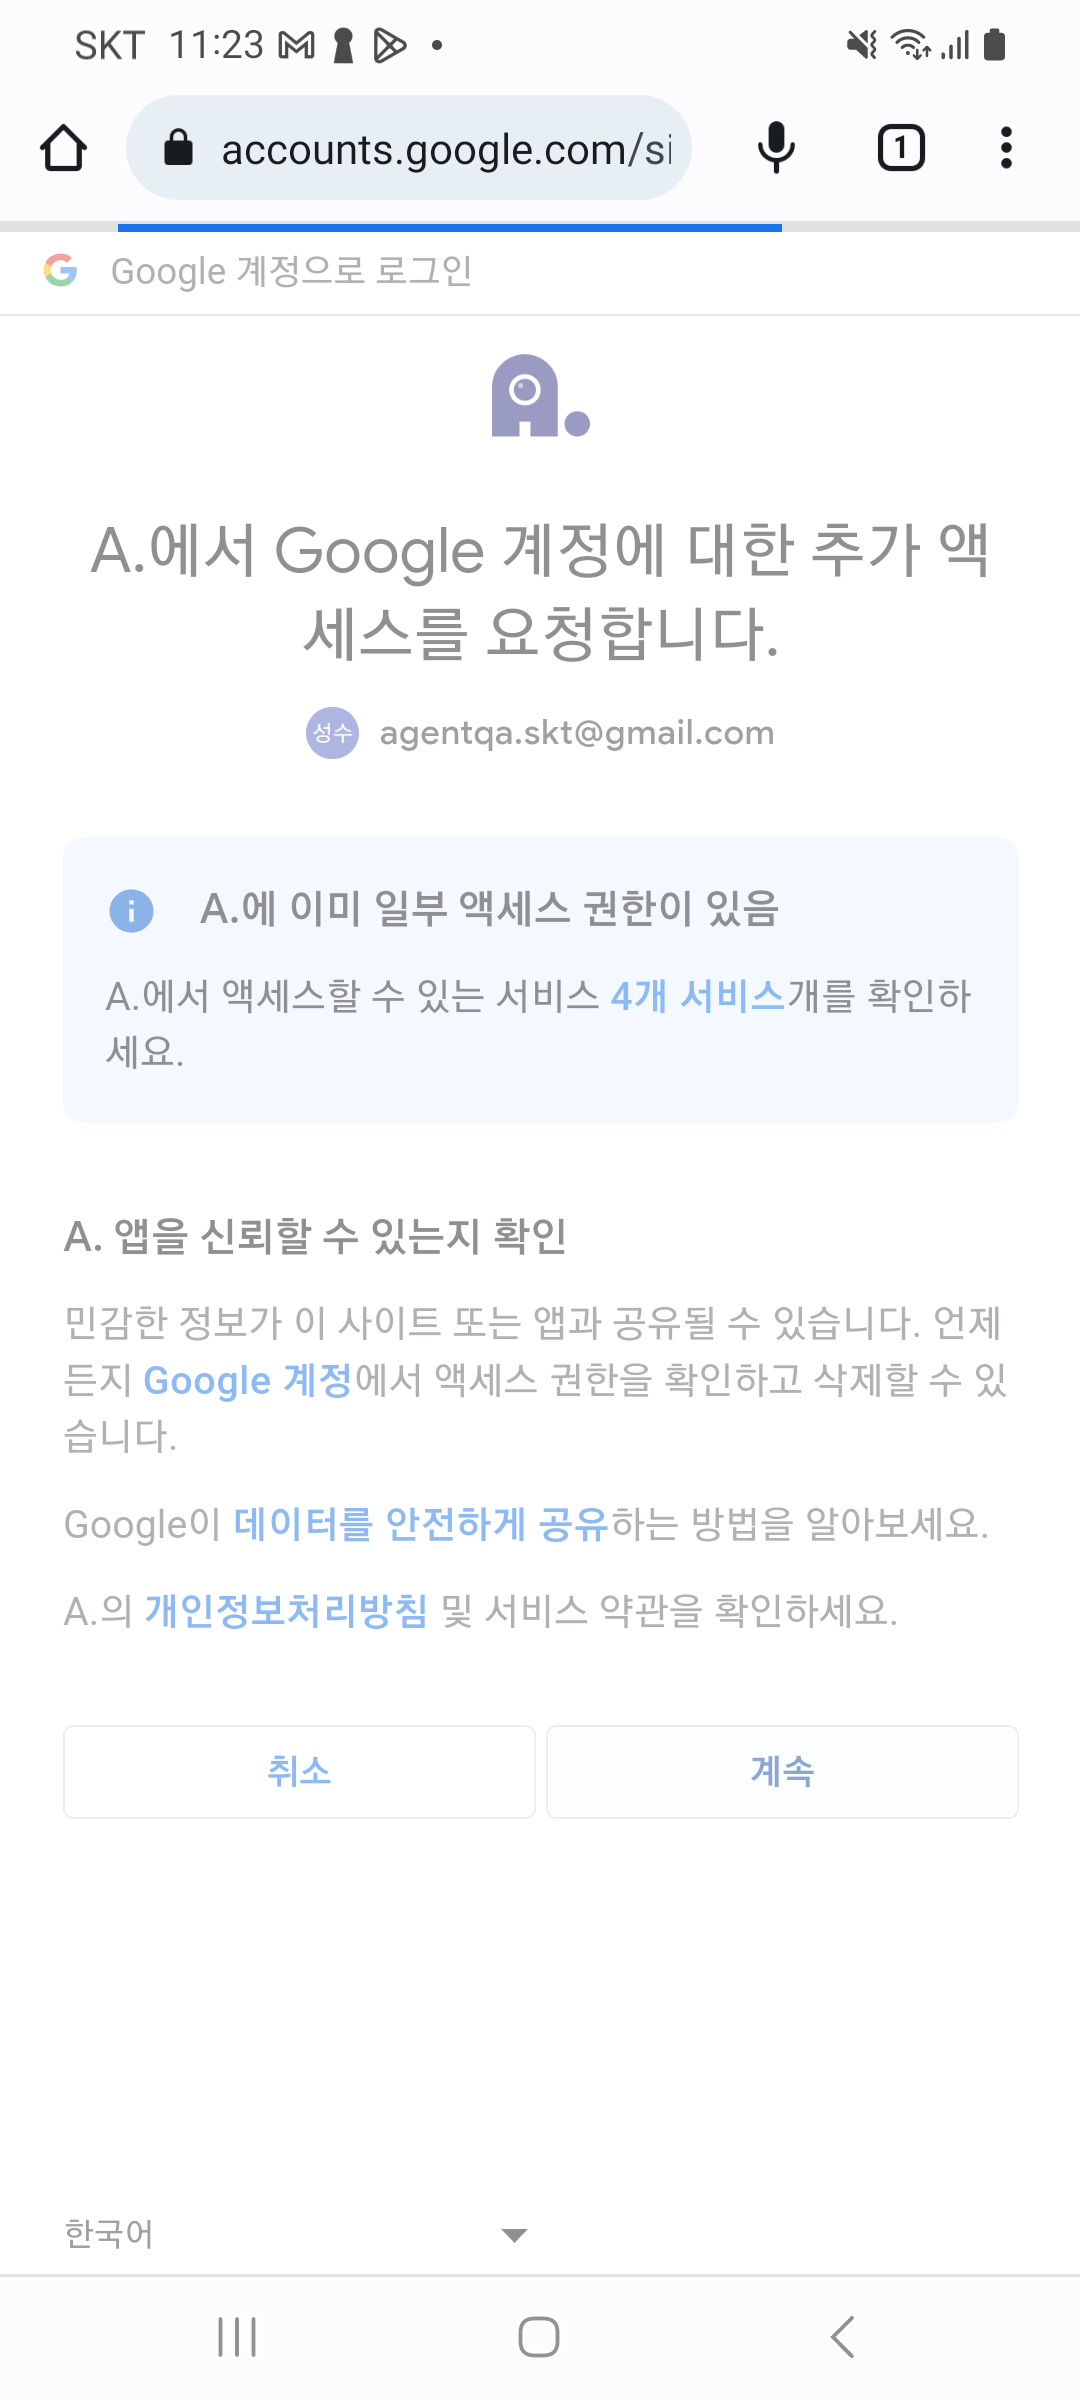 SKT 11:23
accounts.google.com/si
1
Google 계정으로 로그인
A.에서 Google 계정에 대한 추가 액
세스를 요청합니다.
성수 agentqa.skt@gmail.com
A.에 이미 일부 액세스 권한이 있음
A.에서 액세스할 수 있는 서비스 4개 서비스개를 확인하
세요.
A. 앱을 신뢰할 수 있는지 확인
민감한 정보가 이 사이트 또는 앱과 공유될 수 있습니다. 언제
든지 Google 계정에서 액세스 권한을 확인하고 삭제할 수 있
습니다.
Google이 데이터를 안전하게 공유하는 방법을 알아보세요.
A.의 개인정보처리방침 및 서비스 약관을 확인하세요.
취소
계속
한국어